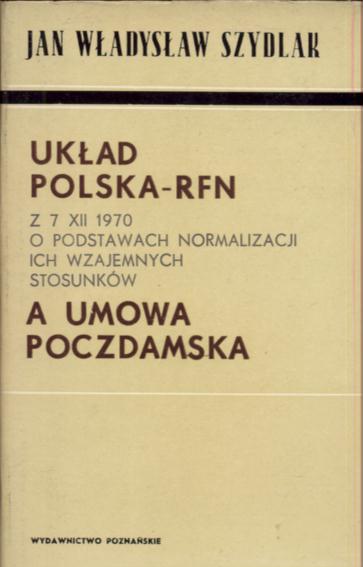 JAN WŁADYSŁAW SZYDLAK
UKŁAD
POLSKA-RFN
Z 7 XII 1970
O PODSTAWACH NORMALIZACJI
ICH WZAJEMNYCH
STOSUNKÓW
A UMOWA
POCZDAMSKA
WYDAWNICTWO POZNAŃSKIE